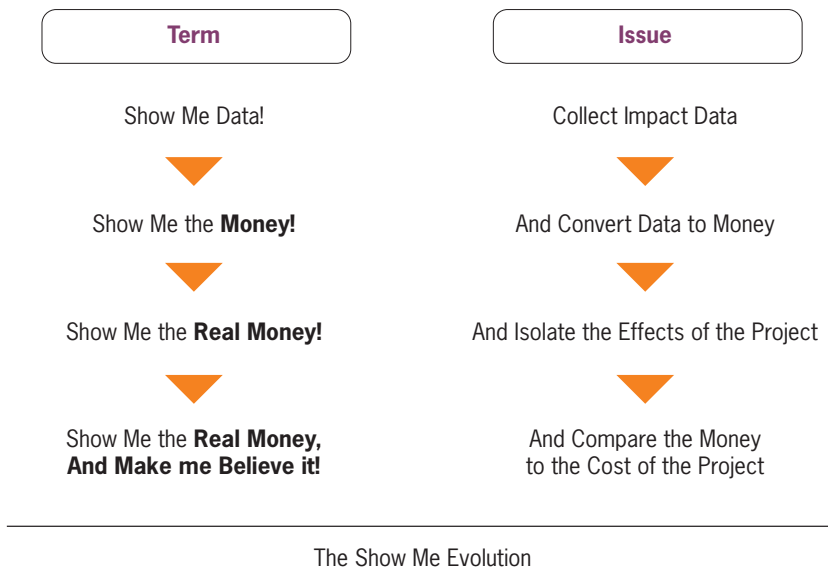 Term
Issue
Show Me Data!
Collect Impact Data
Show Me the Money!
And Convert Data to Money
Show Me the Real Money!
And Isolate the Effects of the Project
Show Me the Real Money,
And Make me Believe it!
And Compare the Money
to the Cost of the Project
The Show Me Evolution